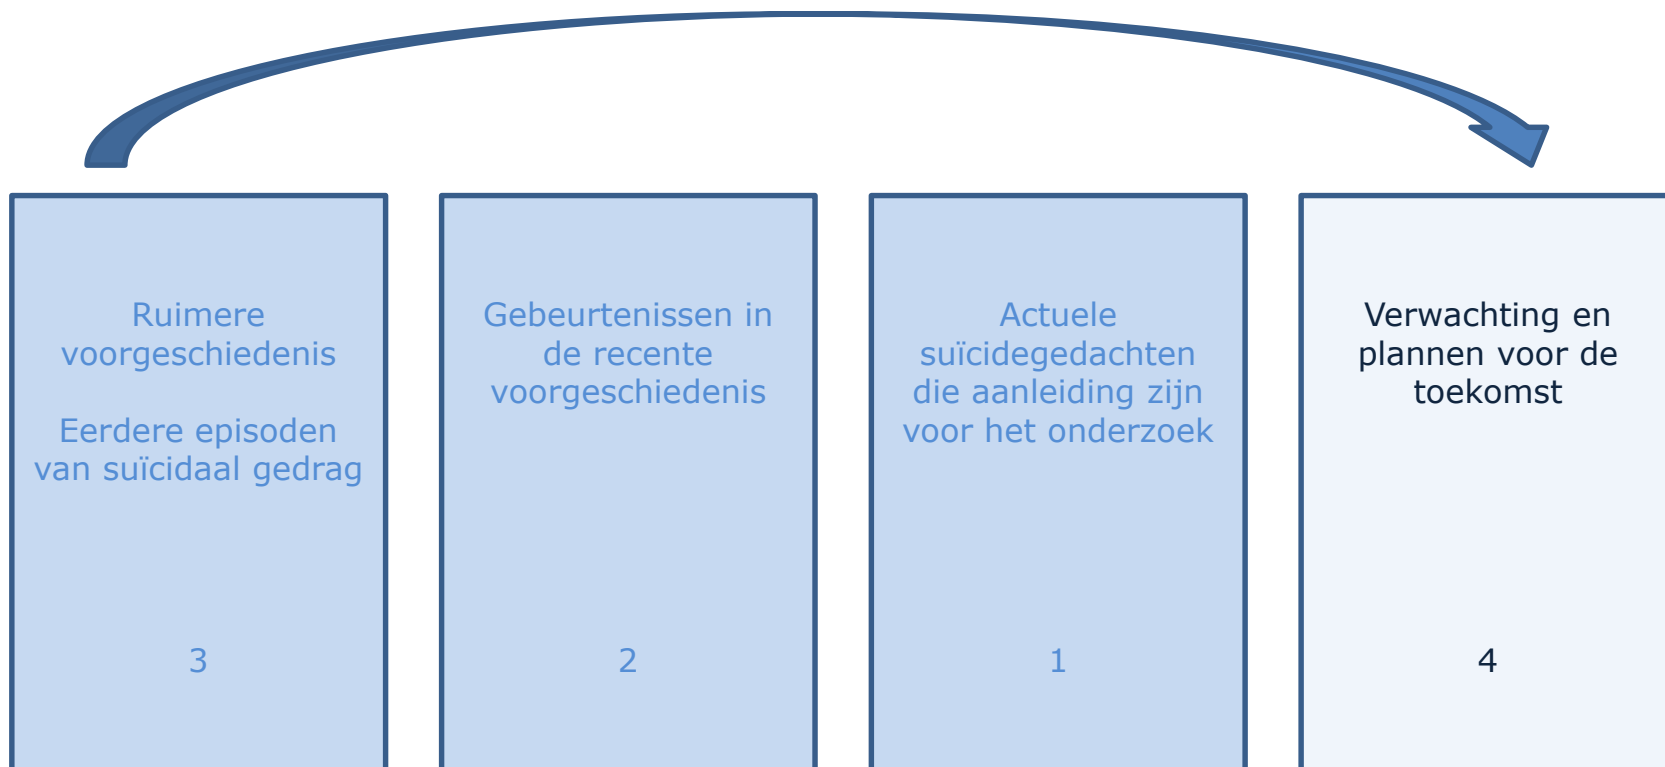 Ruimere
voorgeschiedenis
Eerdere episoden
van suïcidaal gedrag
3
Gebeurtenissen in
de recente
voorgeschiedenis
2
Actuele
suïcidegedachten
die aanleiding zijn
voor het onderzoek
1
Verwachting en
plannen voor de
toekomst
4